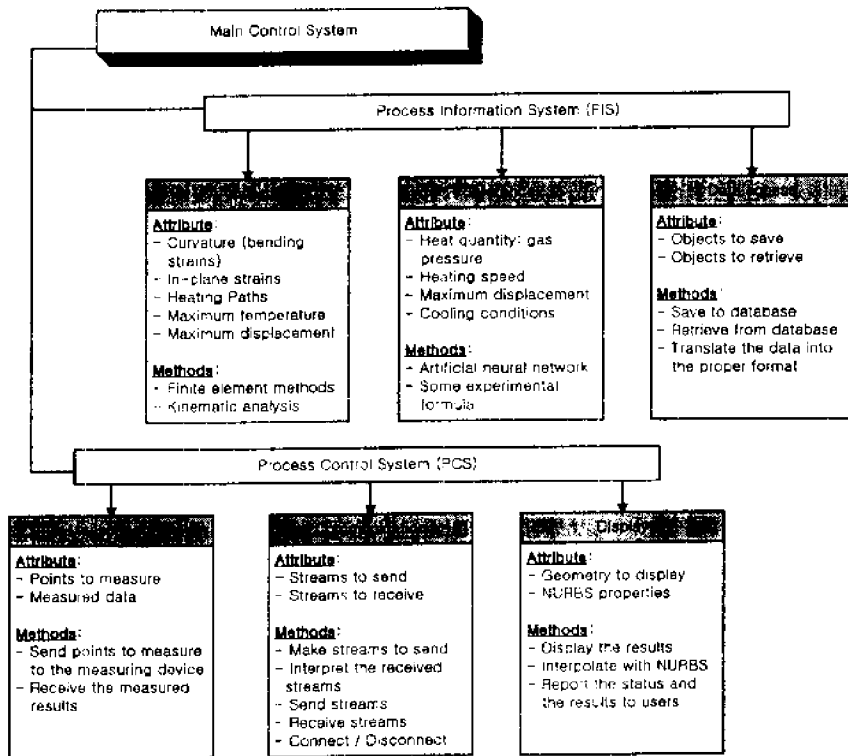 Main Control System
Process Information System (PIS)
Attribute:
- Curvature (bending
strains)
- In-plane strains
- Heating Paths
- Maximum temperature
- Maximum displacement
Methods:
- Finite element methods
- Kinematic analysis
Attribute:
- Heat quantity: gas
pressure
- Heating speed
- Maximum displacement
- Cooling conditions
Methods:
- Artificial neural network
- Some experimental
formula
Attribute:
- Objects to save
- Objects to retrieve
Methods:
- Save to database
- Retrieve from database
- Translate the data into
the proper format
Process Control System (PCS)
Attribute:
- Points to measure
- Measured data
Methods:
- Send points to measure
to the measuring device
- Receive the measured
results
Attribute:
- Streams to send
- Streams to receive
Methods:
- Make streams to send
- Interpret the received
streams
- Send streams
- Receive streams
- Connect / Disconnect
Display
Attribute:
- Geometry to display
- NURBS properties
Methods:
- Display the results
- Interpolate with NURBS
- Report the status and
the results to users